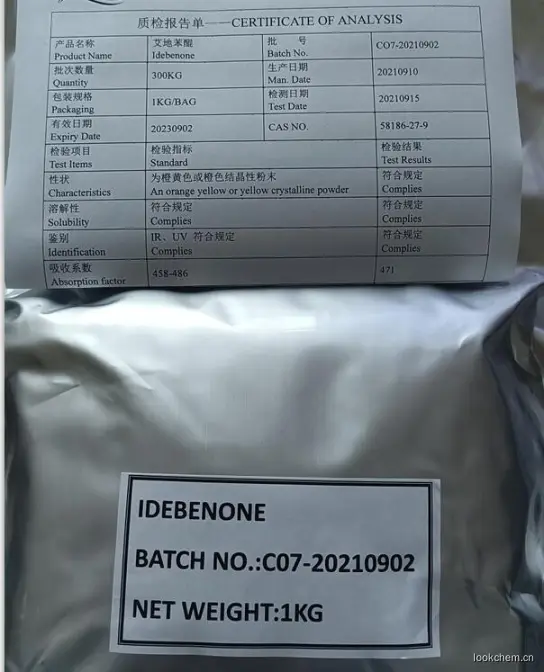 质检报告单——CERTIFICATE OF ANALYSIS
产品名称 艾地苯醌 批 号 CO7-20210902
Product Name Idebenone Batch No.
批次数量 300KG 生产日期 20210910
Quantity Man. Date
包装规格 1KG/BAG 检测日期 20210915
Packaging Test Date
有效日期 20230902 CAS NO. 58186-27-9
Expiry Date
检验项目 检验指标 检验结果
Test Items Standard Test Results
性状 为橙黄色或橙色结晶性粉末 符合规定
Characteristics An orange yellow or yellow crystalline powder Complies
溶解性 符合规定 符合规定
Solubility Complies Complies
鉴别 IR、UV 符合规定 符合规定
Identification Complies Complies
吸收系数 458-486 471
Absorption factor
IDEBENONE
BATCH NO.:C07-20210902
NET WEIGHT:1KG
lookchem.cn